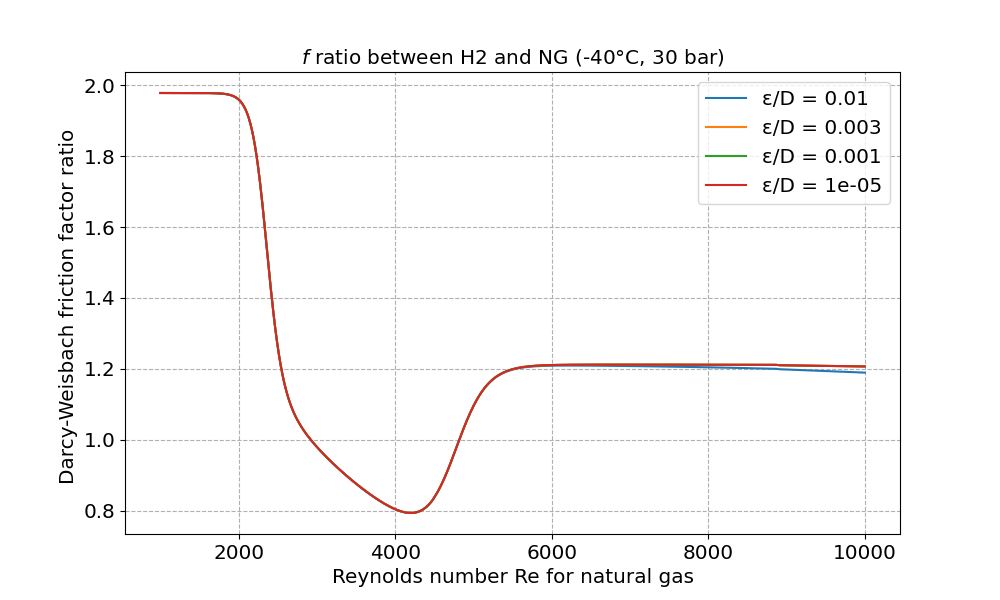 f ratio between H2 and NG (-40°C, 30 bar)
Darcy-Weisbach friction factor ratio
2.0
1.8
1.6
1.4
1.2
1.0
0.8
ε/D = 0.01
ε/D = 0.003
ε/D = 0.001
ε/D = 1e-05
2000 4000 6000 8000 10000
Reynolds number Re for natural gas